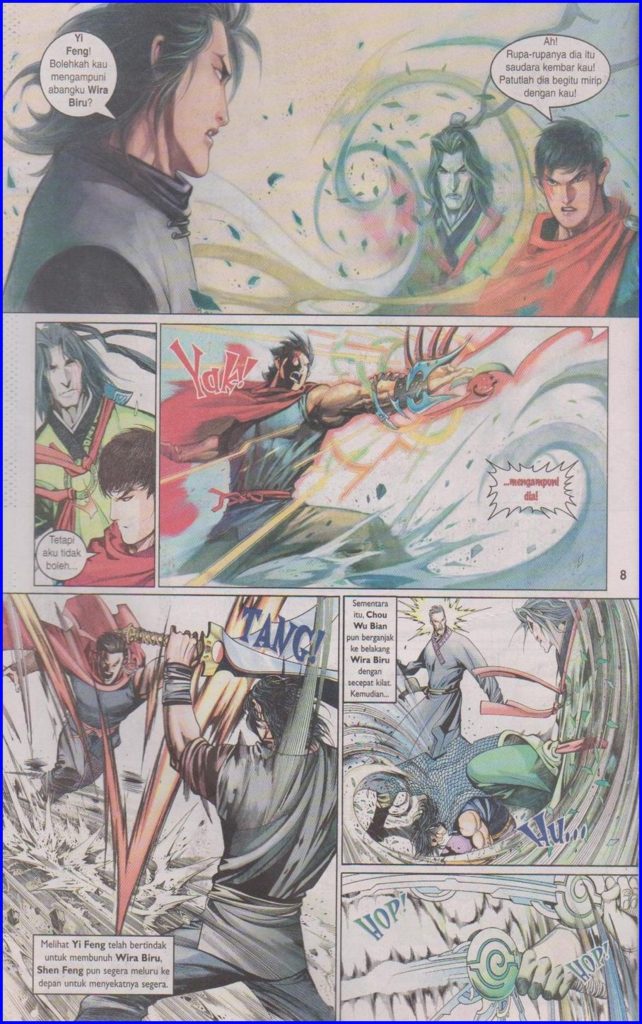 Yi
Feng!
Bolehkah kau
mengampuni
abangku Wira
Biru?
Ah!
Rupa-rupanya dia itu
saudara kembar kau!
Patutlah dia begitu mirip
dengan kau!
Tetapi
aku tidak
boleh...
Yak!
...mengampuni
dia!
8
TANG!
Melihat Yi Feng telah bertindak
untuk membunuh Wira Biru,
Shen Feng pun segera meluru ke
depan untuk menyekatnya segera.
Sementara
itu, Chou
Wu Bian
pun berganjak
ke belakang
Wira Biru
dengan
secepat kilat.
Kemudian...
HU...
HOP!
HOP!